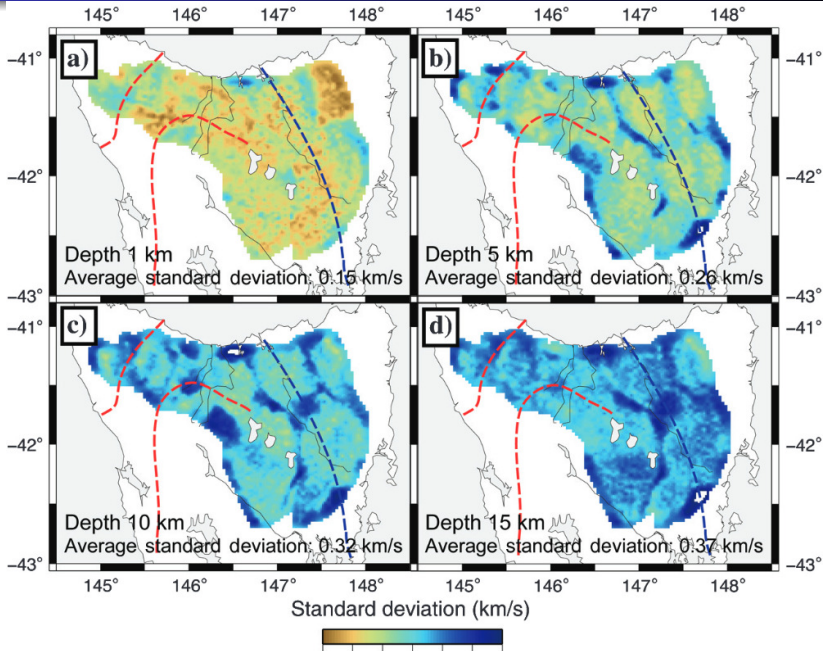 145° 146° 147° 148° 145° 146° 147° 148°
a) b)
−41° −41°
−42° −42°
Depth 1 km Depth 5 km
Average standard deviation: 0.15 km/s Average standard deviation: 0.26 km/s
−43° −43°
c) d)
−41° −41°
−42° −42°
Depth 10 km Depth 15 km
Average standard deviation: 0.32 km/s Average standard deviation: 0.37 km/s
−43° −43°
145° 146° 147° 148° 145° 146° 147° 148°
Standard deviation (km/s)